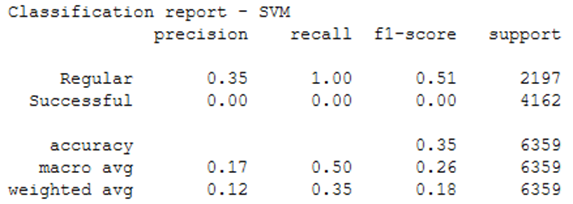 Classification report - SVM
precision recall f1-score support
Regular 0.35 1.00 0.51 2197
Successful 0.00 0.00 0.00 4162
accuracy 0.35 6359
macro avg 0.17 0.50 0.26 6359
weighted avg 0.12 0.35 0.18 6359